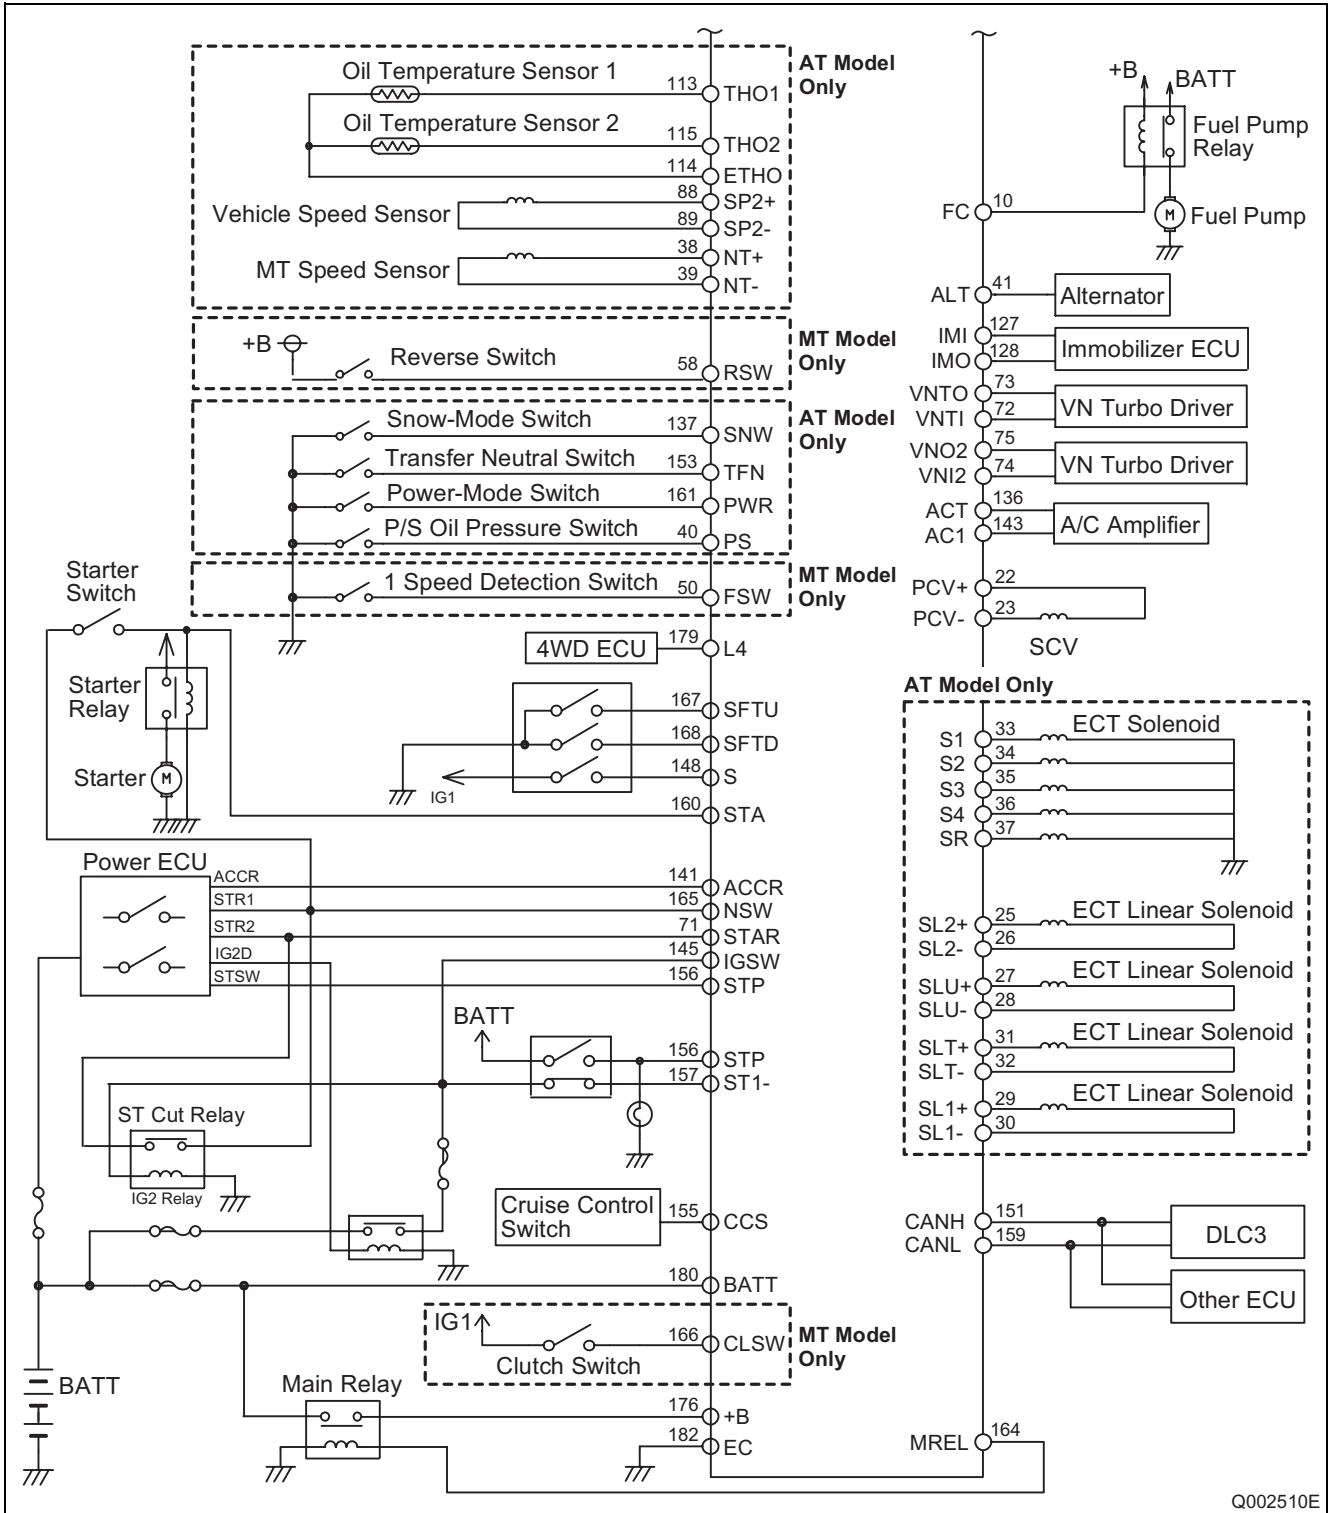 Oil Temperature Sensor 1
113
THO1
AT Model
Only
Oil Temperature Sensor 2
115
THO2
114
ETHO
88
SP2+
Vehicle Speed Sensor
89
SP2-
38
NT+
MT Speed Sensor
39
NT-
+B
Reverse Switch
58
RSW
MT Model
Only
Snow-Mode Switch
137
SNW
AT Model
Only
Transfer Neutral Switch
153
TFN
Power-Mode Switch
161
PWR
P/S Oil Pressure Switch
40
PS
1 Speed Detection Switch
50
FSW
MT Model
Only
Starter
Switch
4WD ECU
179
L4
Starter
Relay
167
SFTU
168
SFTD
148
S
IG1
Starter
M
160
STA
Power ECU
ACCR
141
ACCR
STR1
165
NSW
STR2
71
STAR
IG2D
145
IGSW
STSW
156
STP
BATT
156
STP
157
ST1-
ST Cut Relay
IG2 Relay
Cruise Control
Switch
155
CCS
180
BATT
IG1
166
CLSW
Clutch Switch
MT Model
Only
BATT
Main Relay
176
+B
182
EC
+B
BATT
Fuel Pump
Relay
FC
10
M
Fuel Pump
ALT
41
Alternator
IMI
127
IMO
128
Immobilizer ECU
VNTO
73
VNTI
72
VN Turbo Driver
VNO2
75
VNI2
74
VN Turbo Driver
ACT
136
AC1
143
A/C Amplifier
PCV+
22
PCV-
23
SCV
AT Model Only
S1
33
ECT Solenoid
S2
34
S3
35
S4
36
SR
37
SL2+
25
ECT Linear Solenoid
SL2-
26
SLU+
27
ECT Linear Solenoid
SLU-
28
SLT+
31
ECT Linear Solenoid
SLT-
32
SL1+
29
ECT Linear Solenoid
SL1-
30
CANH
151
CANL
159
DLC3
Other ECU
MREL
164
Q002510E